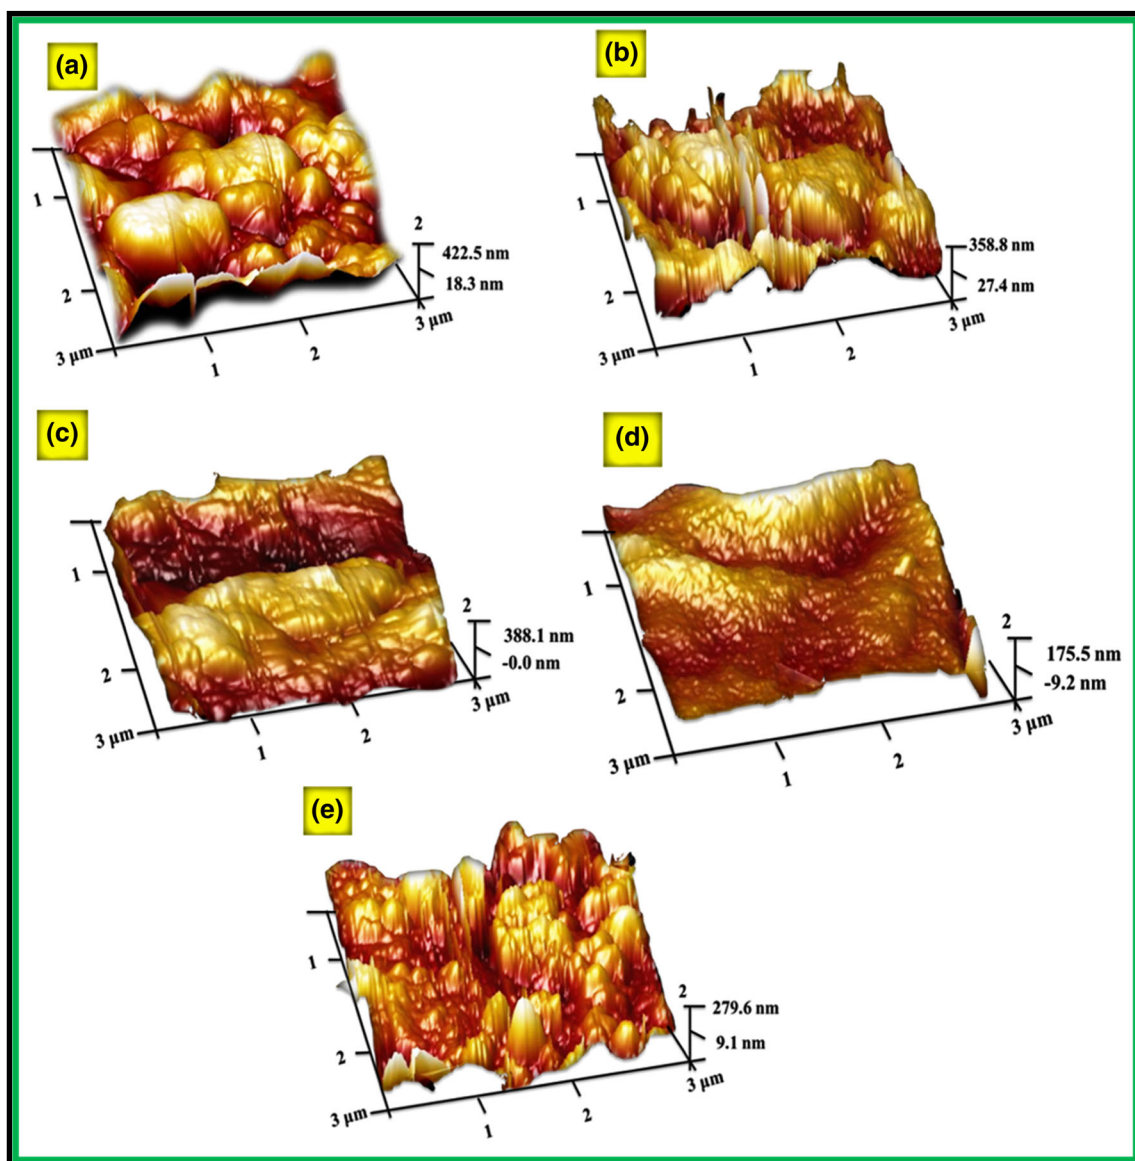 (a)
1
2
3 µm
1
2
3 µm
2
422.5 nm
18.3 nm
(b)
1
2
3 µm
1
2
3 µm
358.8 nm
27.4 nm
(c)
1
2
3 µm
1
2
3 µm
2
388.1 nm
-0.0 nm
(d)
1
2
3 µm
1
2
3 µm
2
175.5 nm
-9.2 nm
(e)
1
2
3 µm
1
2
3 µm
2
279.6 nm
9.1 nm